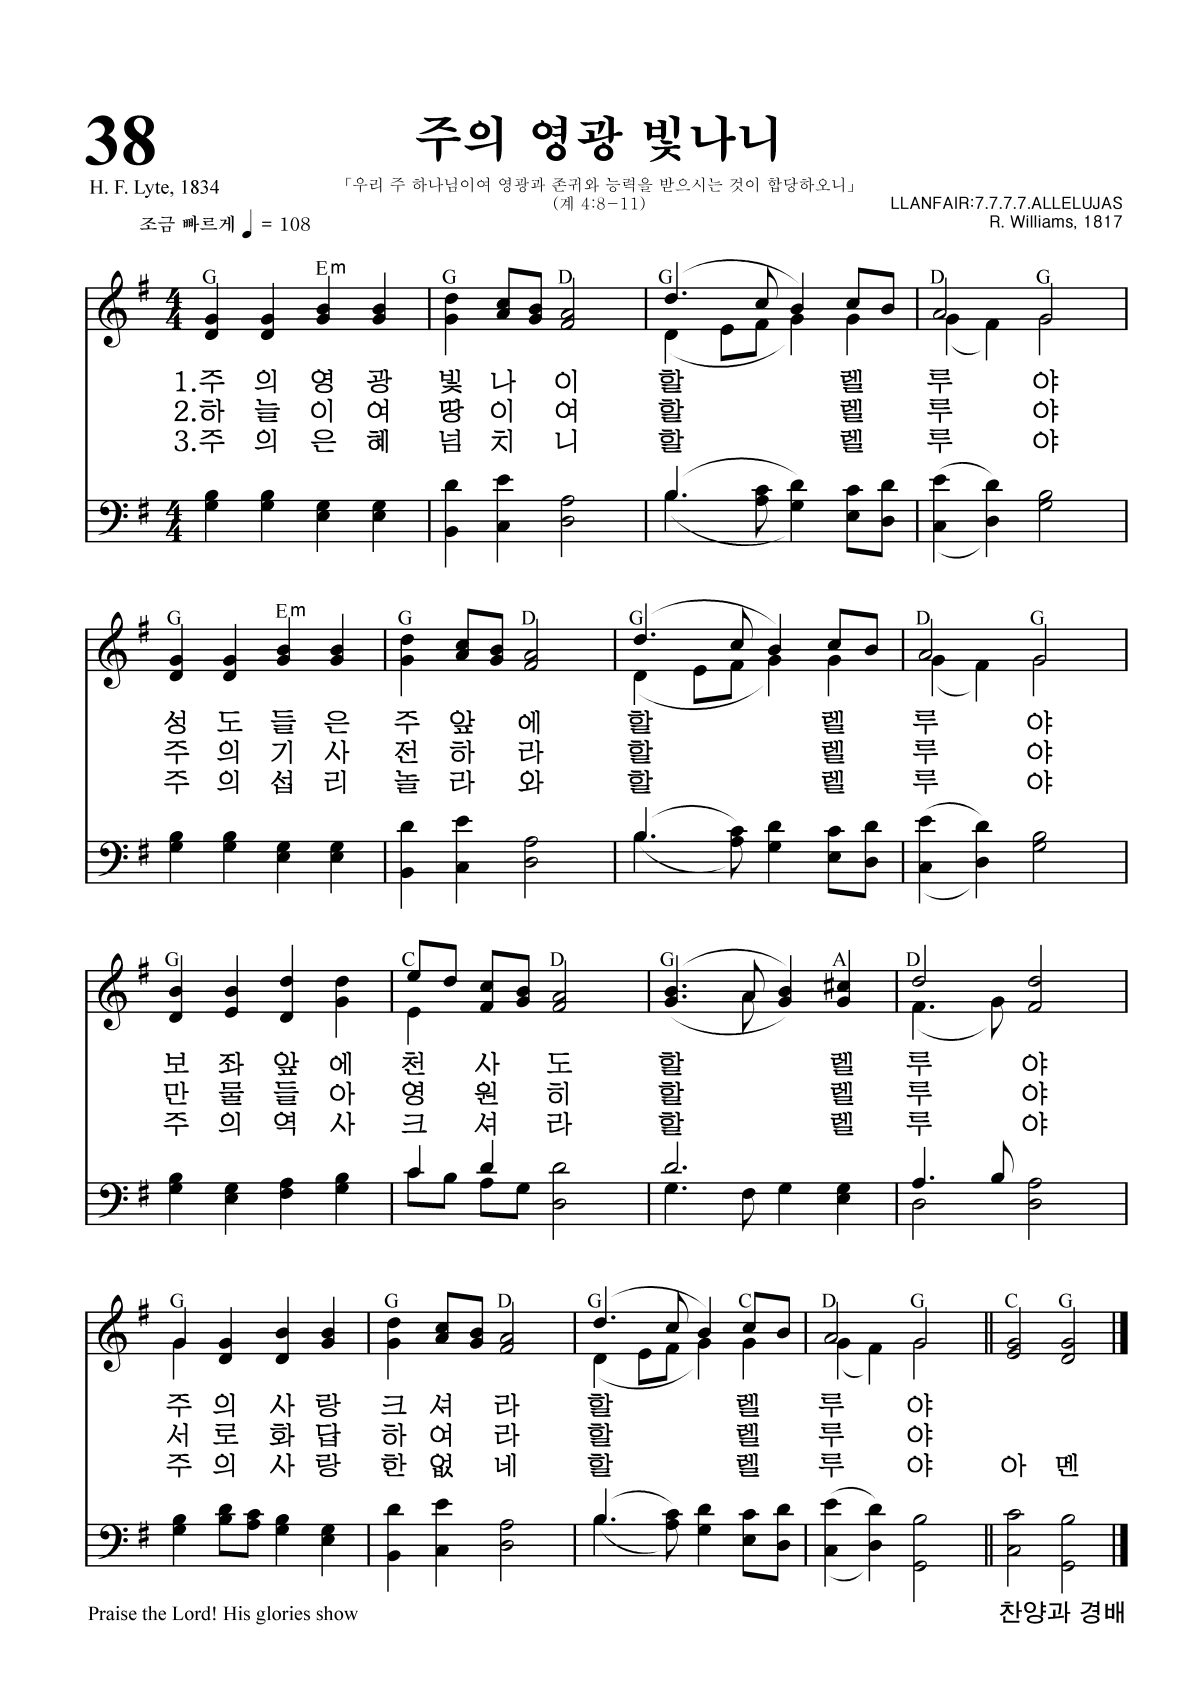 38
주의 영광 빛나니
H. F. Lyte, 1834
「우리 주 하나님이여 영광과 존귀와 능력을 받으시는 것이 합당하오니」
(계 4:8-11)
LLANFAIR:7.7.7.7.ALLELUJAS
R. Williams, 1817
조금 빠르게 ♩ = 108
G Em G D G D G
4 4
1.주 의 영 광 빛 나 이 할 렐 루 야
2.하 늘 이 여 땅 이 여 할 렐 루 야
3.주 의 은 혜 넘 치 니 할 렐 루 야
4 4
G Em G D G D G
성 도 들 은 주 앞 에 할 렐 루 야
주 의 기 사 전 하 라 할 렐 루 야
주 의 섭 리 놀 라 와 할 렐 루 야
G C D G A D
보 좌 앞 에 천 사 도 할 렐 루 야
만 물 들 아 영 원 히 할 렐 루 야
주 의 역 사 크 셔 라 할 렐 루 야
G G D G C D G C G
주 의 사 랑 크 셔 라 할 렐 루 야
서 로 화 답 하 여 라 할 렐 루 야
주 의 사 랑 한 없 네 할 렐 루 야 아 멘
Praise the Lord! His glories show
찬양과 경배